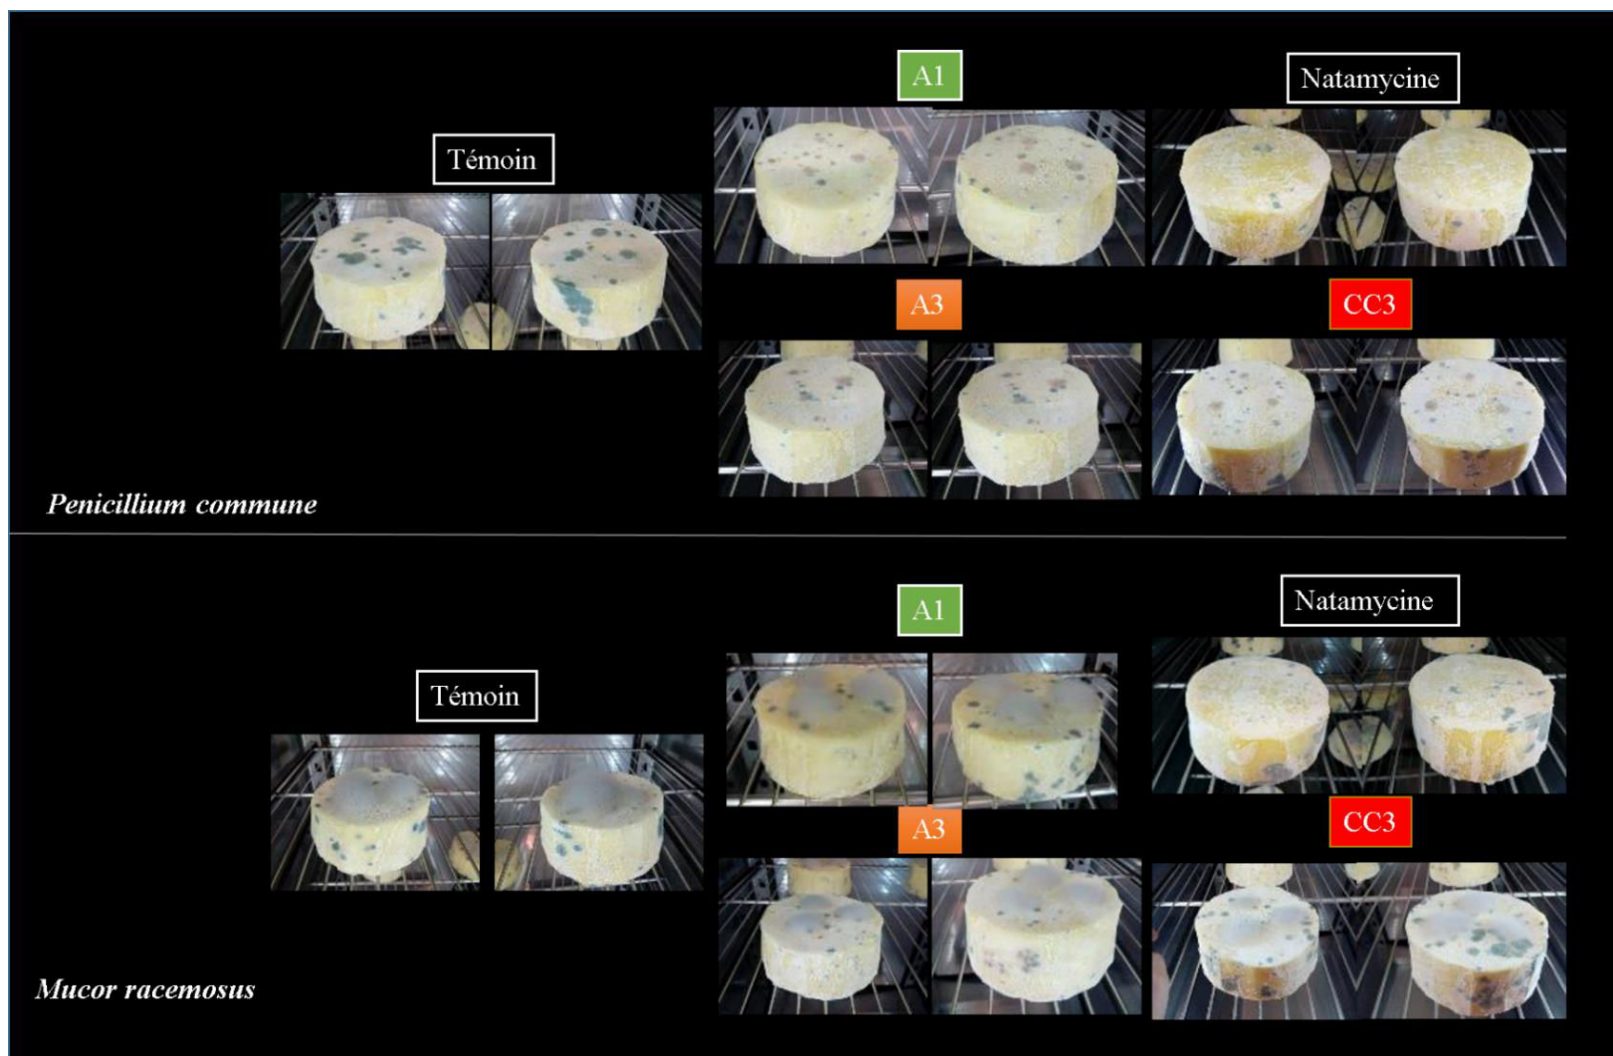 A1
Natamycine
Témoin
A3
CC3
Penicillium commune
A1
Natamycine
Témoin
A3
CC3
Mucor racemosus